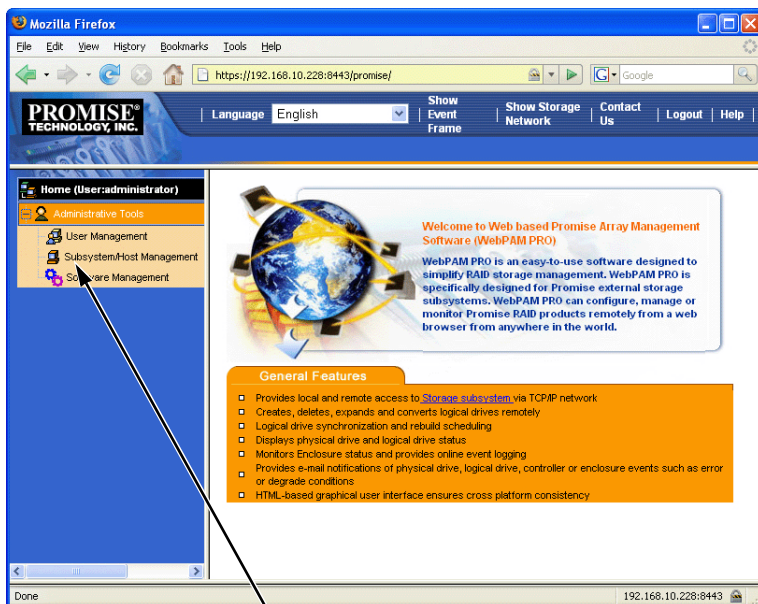 Mozilla Firefox
File Edit View History Bookmarks Tools Help
https://192.168.10.228:8443/promise/
G Google
PROMISE®
TECHNOLOGY, INC.
Language English
Show Event Frame
Show Storage Network
Contact Us
Logout
Help
Home (User:administrator)
Administrative Tools
User Management
Subsystem/Host Management
Software Management
Welcome to Web based Promise Array Management
Software (WebPAM PRO)
WebPAM PRO is an easy-to-use software designed to
simplify RAID storage management. WebPAM PRO is
specifically designed for Promise external storage
subsystems. WebPAM PRO can configure, manage or
monitor Promise RAID products remotely from a web
browser from anywhere in the world.
General Features
Provides local and remote access to Storage subsystem via TCP/IP network
Creates, deletes, expands and converts logical drives remotely
Logical drive synchronization and rebuild scheduling
Displays physical drive and logical drive status
Monitors Enclosure status and provides online event logging
Provides e-mail notifications of physical drive, logical drive, controller or enclosure events such as error
or degrade conditions
HTML-based graphical user interface ensures cross platform consistency
Done
192.168.10.228:8443